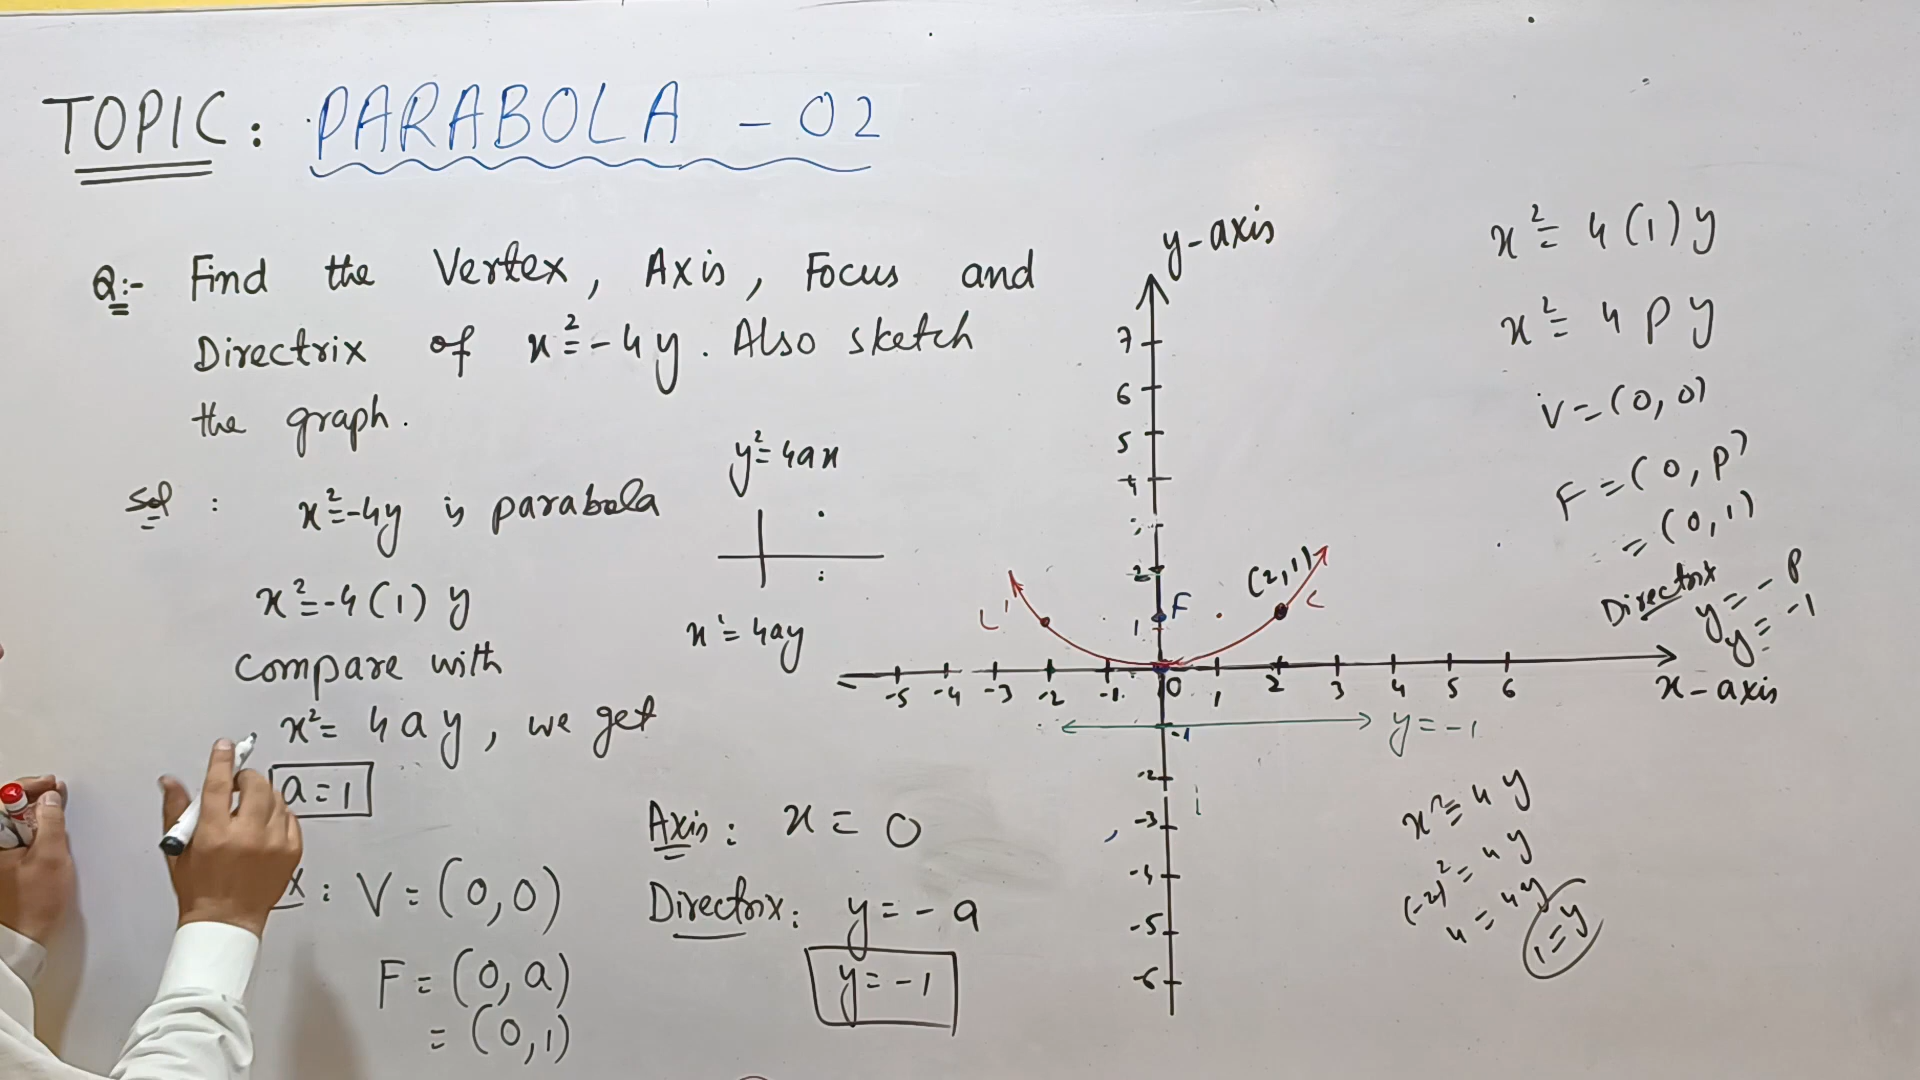 TOPIC: PARABOLA - 02
Q:- Find the Vertex, Axis, Focus and
Directrix of x²=-4y. Also sketch
the graph.
Sol : x²=-4y is parabola
x²=-4(1)y
Compare with
x²= 4ay, we get
a=1
x: V=(0,0)
F=(0,a)
=(0,1)
y²=4ax
x²=4ay
Axis: x=0
Directrix: y=-a
y=-1
y-axis
7
6
5
4
2
1
F
(2,1)
L'
L
-5 -4 -3 -2 -1 0 1 2 3 4 5 6
x-axis
y=-1
-1
-2
-3
-4
-5
-6
x²=4(1)y
x²=4py
V=(0,0)
F=(0,p)
=(0,1)
Directrix
y=-p
y=-1
x²=4y
(-2)²=4y
4=4y
1=y